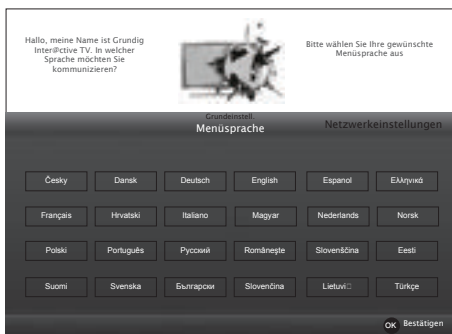 Hallo, meine Name ist Grundig
Inter@ctive TV. In welcher
Sprache möchten Sie
kommunizieren?
Bitte wählen Sie Ihre gewünschte
Menüsprache aus
Grundeinstell.
Menüsprache
Netzwerkeinstellungen
Česky Dansk Deutsch English Espanol Ελληνικά
Français Hrvatski Italiano Magyar Nederlands Norsk
Polski Português Русский Româneşte Slovenščina Eesti
Suomi Svenska Български Slovenčina Lietuvi□ Türkçe
OK Bestätigen